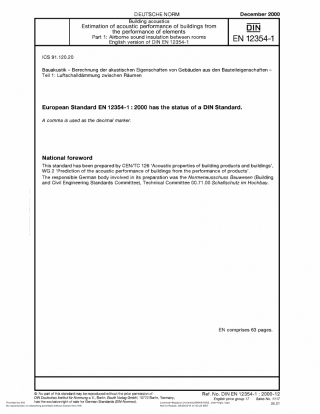 DEUTSCHE NORM
December 2000
Building acoustics
Estimation of acoustic performance of buildings from
the performance of elements
Part 1: Airborne sound insulation between rooms
English version of DIN EN 12354-1
DIN
EN 12354-1
ICS 91.120.20
Bauakustik – Berechnung der akustischen Eigenschaften von Gebäuden aus den Bauteileigenschaften –
Teil 1: Luftschalldämmung zwischen Räumen
European Standard EN 12354-1 : 2000 has the status of a DIN Standard.
A comma is used as the decimal marker.
National foreword
This standard has been prepared by CEN/TC 126 'Acoustic properties of building products and buildings',
WG 2 'Prediction of the acoustic performance of buildings from the performance of products'.
The responsible German body involved in its preparation was the Normenausschuss Bauwesen (Building
and Civil Engineering Standards Committee), Technical Committee 00.71.00 Schallschutz im Hochbau.
EN comprises 63 pages.
© No part of this standard may be reproduced without the prior permission of
DIN Deutsches Institut für Normung e. V., Berlin. Beuth Verlag GmbH, 10772 Berlin, Germany,
has the exclusive right of sale for German Standards (DIN-Normen).
Ref. No. DIN EN 12354-1 : 2000-12
English price group 17 Sales No. 1117